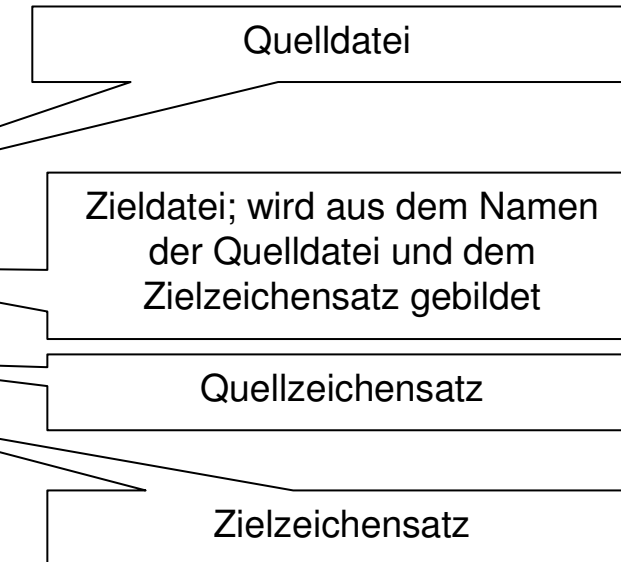 Quelldatei
Zieldatei; wird aus dem Namen
der Quelldatei und dem
Zielzeichensatz gebildet
Quellzeichensatz
Zielzeichensatz